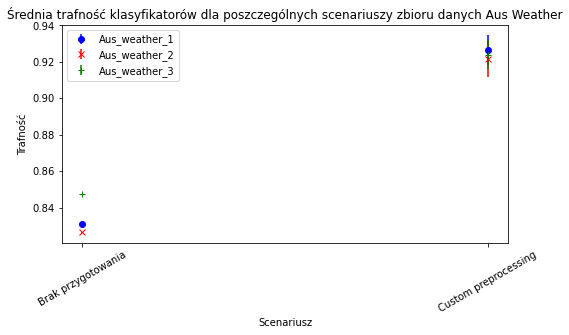 Średnia trafność klasyfikatorów dla poszczególnych scenariuszy zbioru danych Aus Weather
0.94
Aus_weather_1
Aus_weather_2
Aus_weather_3
0.92
0.90
0.88
0.86
0.84
Trafność
Brak przygotowania
Custom preprocessing
Scenariusz